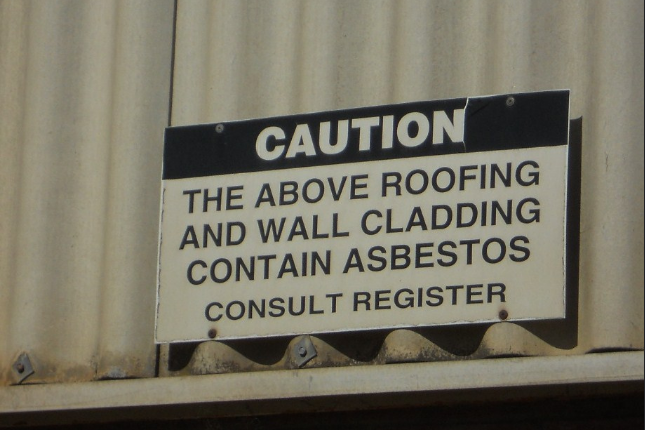 CAUTION
THE ABOVE ROOFING
AND WALL CLADDING
CONTAIN ASBESTOS
CONSULT REGISTER